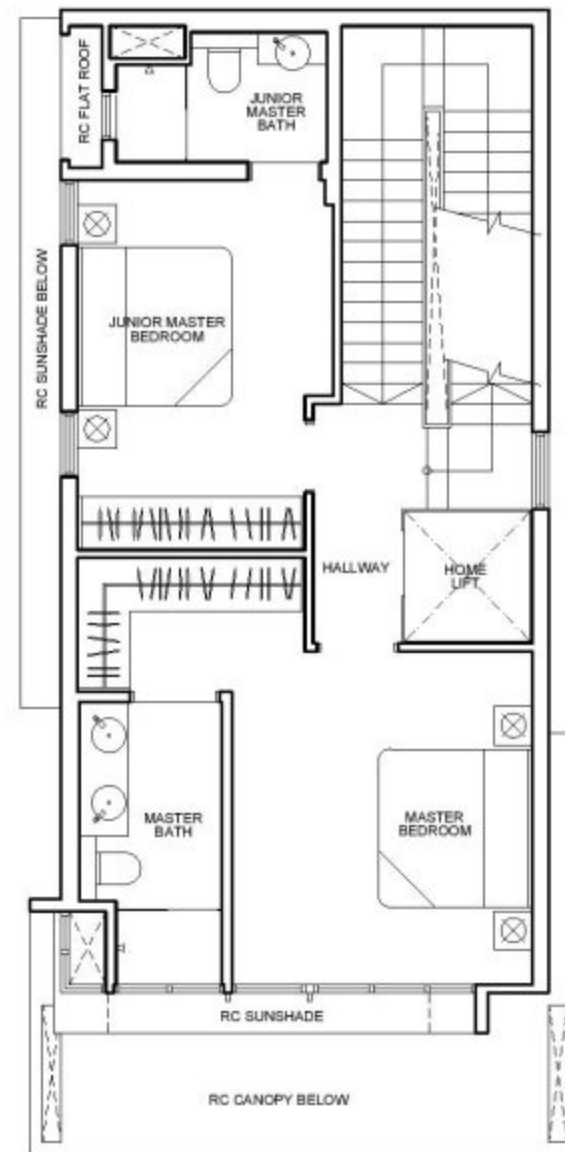 RC FLAT ROOF
JUNIOR
MASTER
BATH
RC SUNSHADE BELOW
JUNIOR MASTER
BEDROOM
HALLWAY
HOME
LIFT
MASTER
BATH
MASTER
BEDROOM
RC SUNSHADE
RC CANOPY BELOW